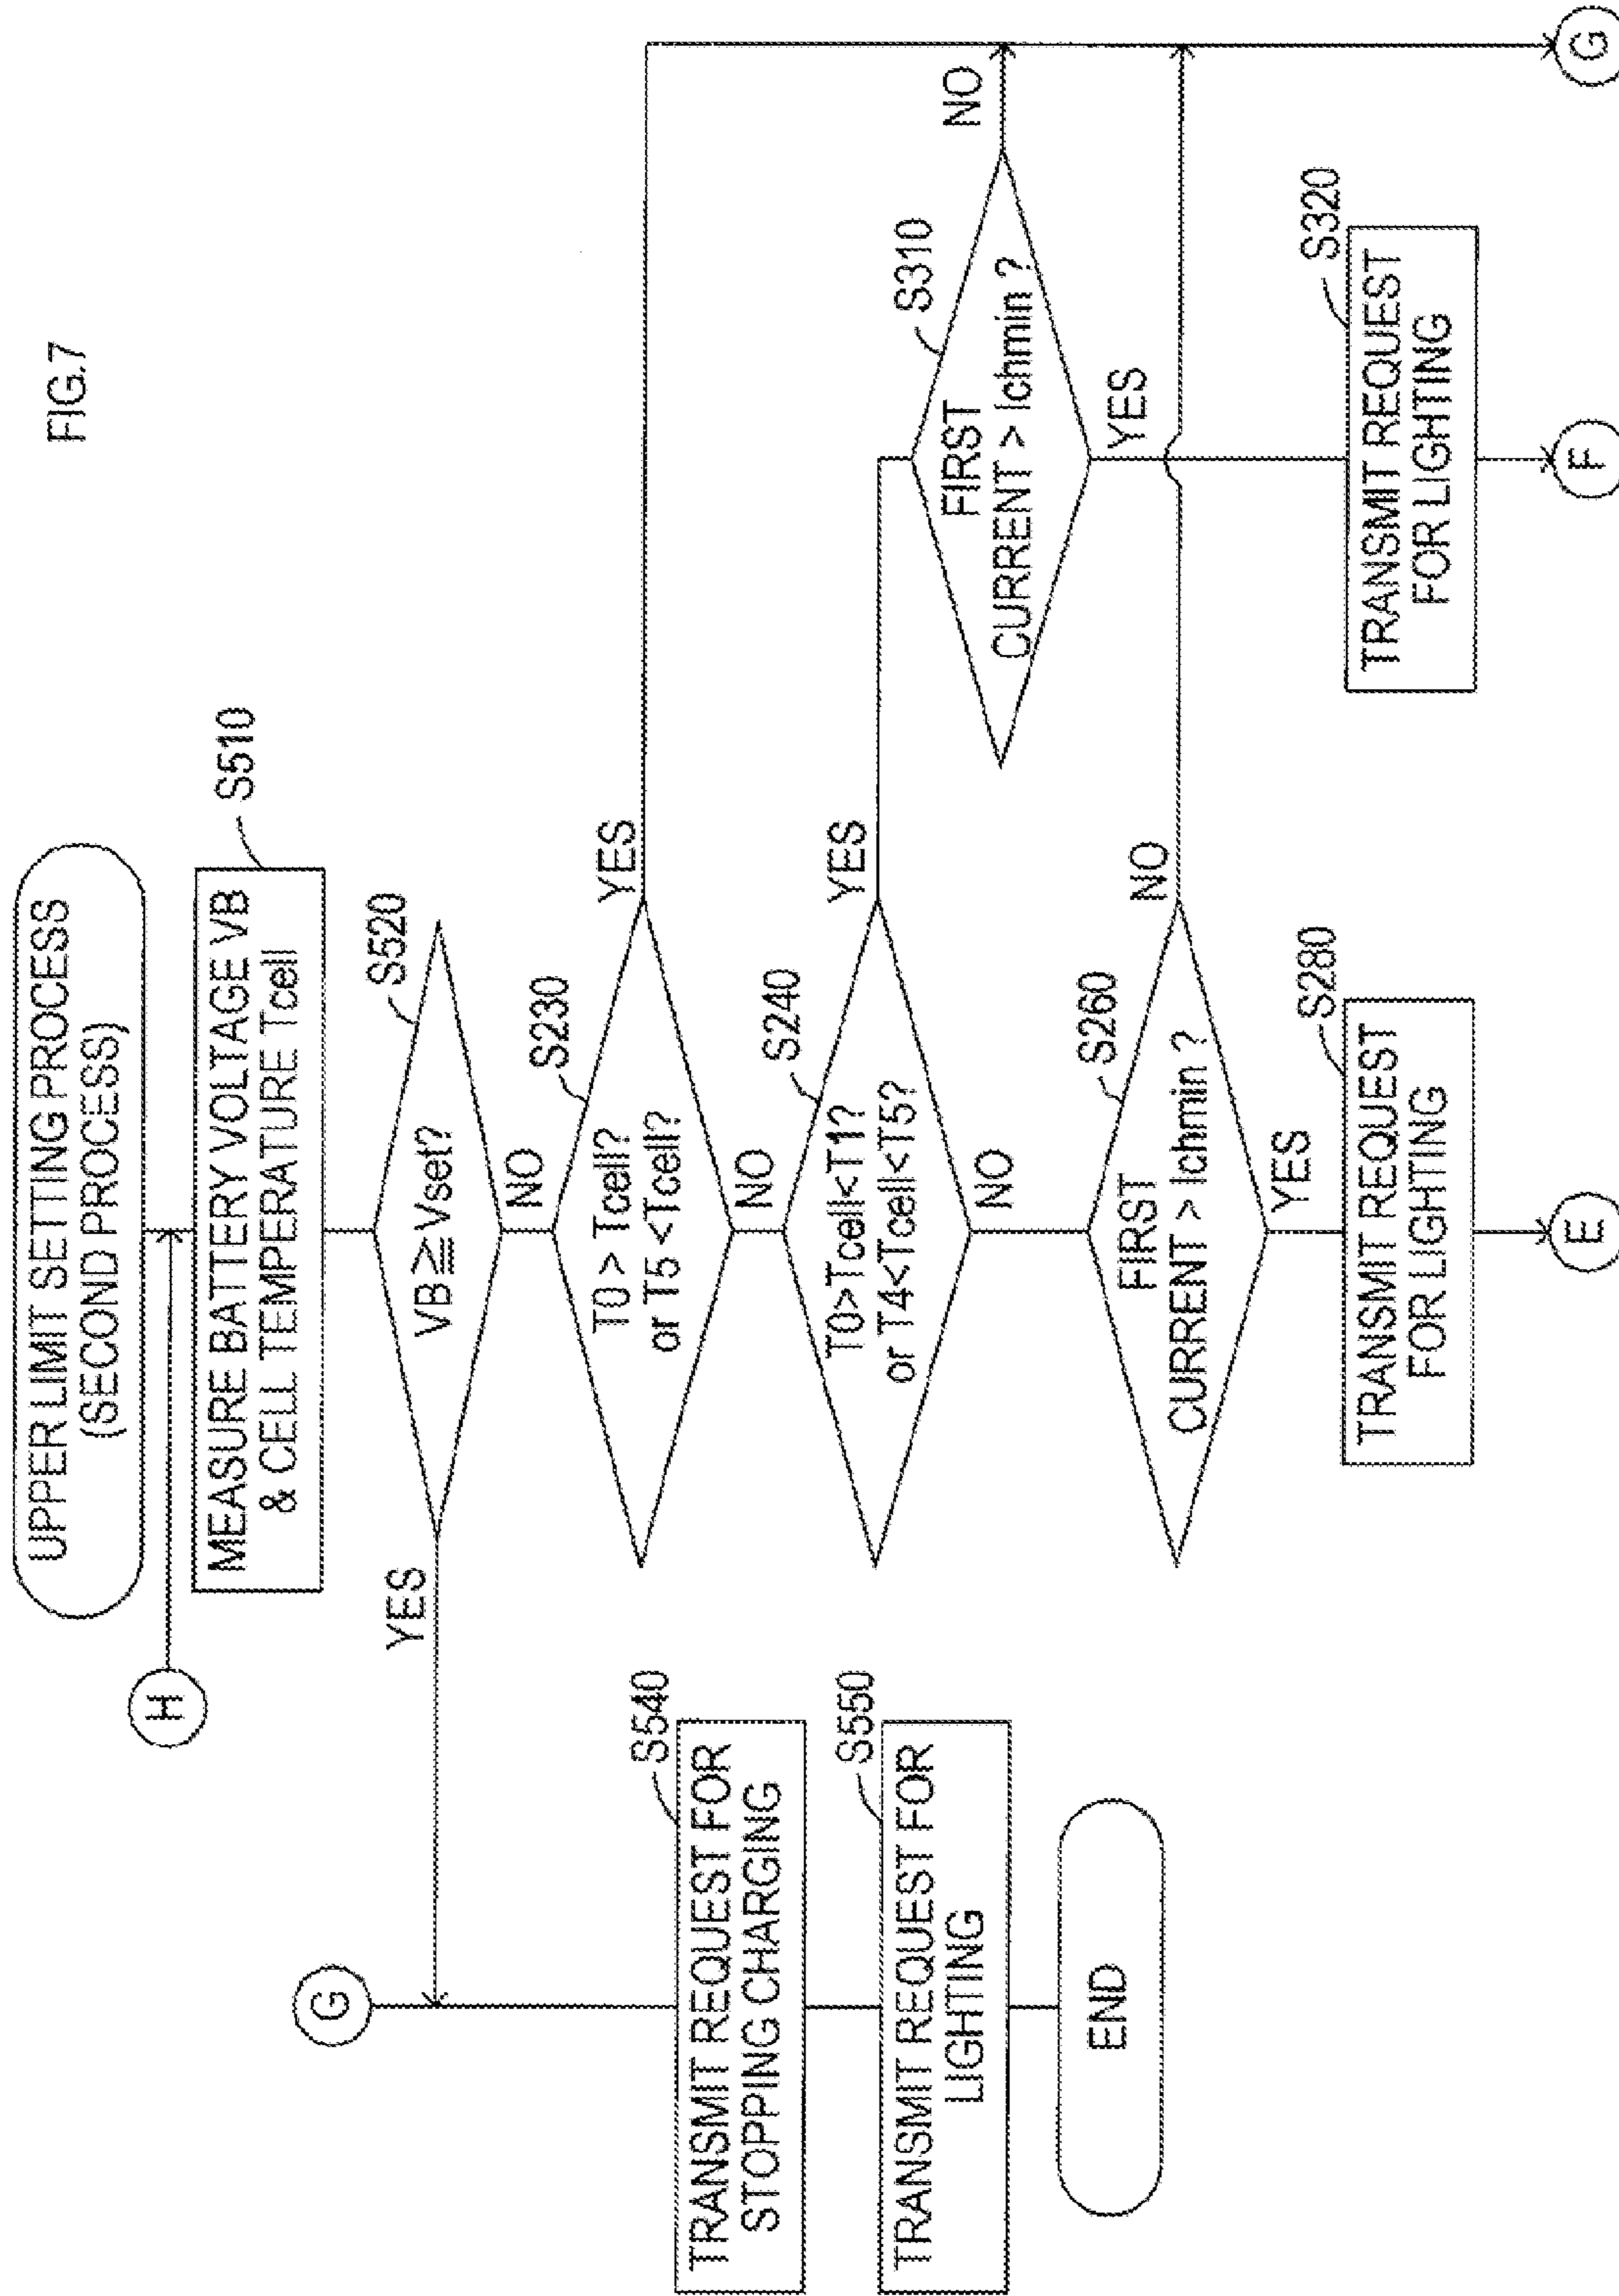 FIG.7
UPPER LIMIT SETTING PROCESS
(SECOND PROCESS)
H
MEASURE BATTERY VOLTAGE VB
& CELL TEMPERATURE Tcell
S510
VB≧Vset?
S520
YES
NO
G
T0 > Tcell?
or T5 <Tcell?
S230
YES
NO
TRANSMIT REQUEST FOR
STOPPING CHARGING
S540
T0>Tcell<T1?
or T4<Tcell<T5?
S240
YES
NO
TRANSMIT REQUEST FOR
LIGHTING
S550
FIRST
CURRENT > Ichmin ?
S310
NO
YES
END
FIRST
CURRENT > Ichmin ?
S260
NO
YES
TRANSMIT REQUEST
FOR LIGHTING
S280
TRANSMIT REQUEST
FOR LIGHTING
S320
E
F
G